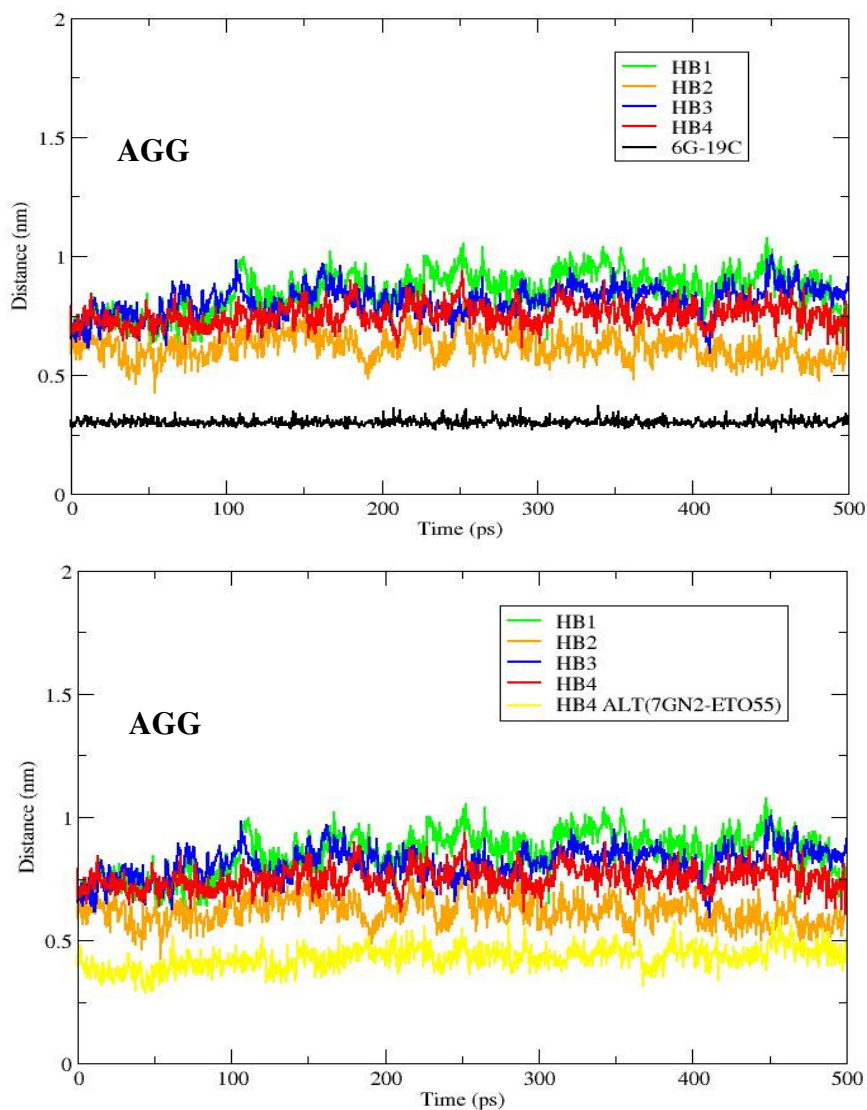 2
HB1
HB2
HB3
HB4
6G-19C
1.5
AGG
Distance (nm)
1
0.5
0
0 100 200 300 400 500
Time (ps)
2
HB1
HB2
HB3
HB4
HB4 ALT(7GN2-ETO55)
1.5
AGG
Distance (nm)
1
0.5
0
0 100 200 300 400 500
Time (ps)